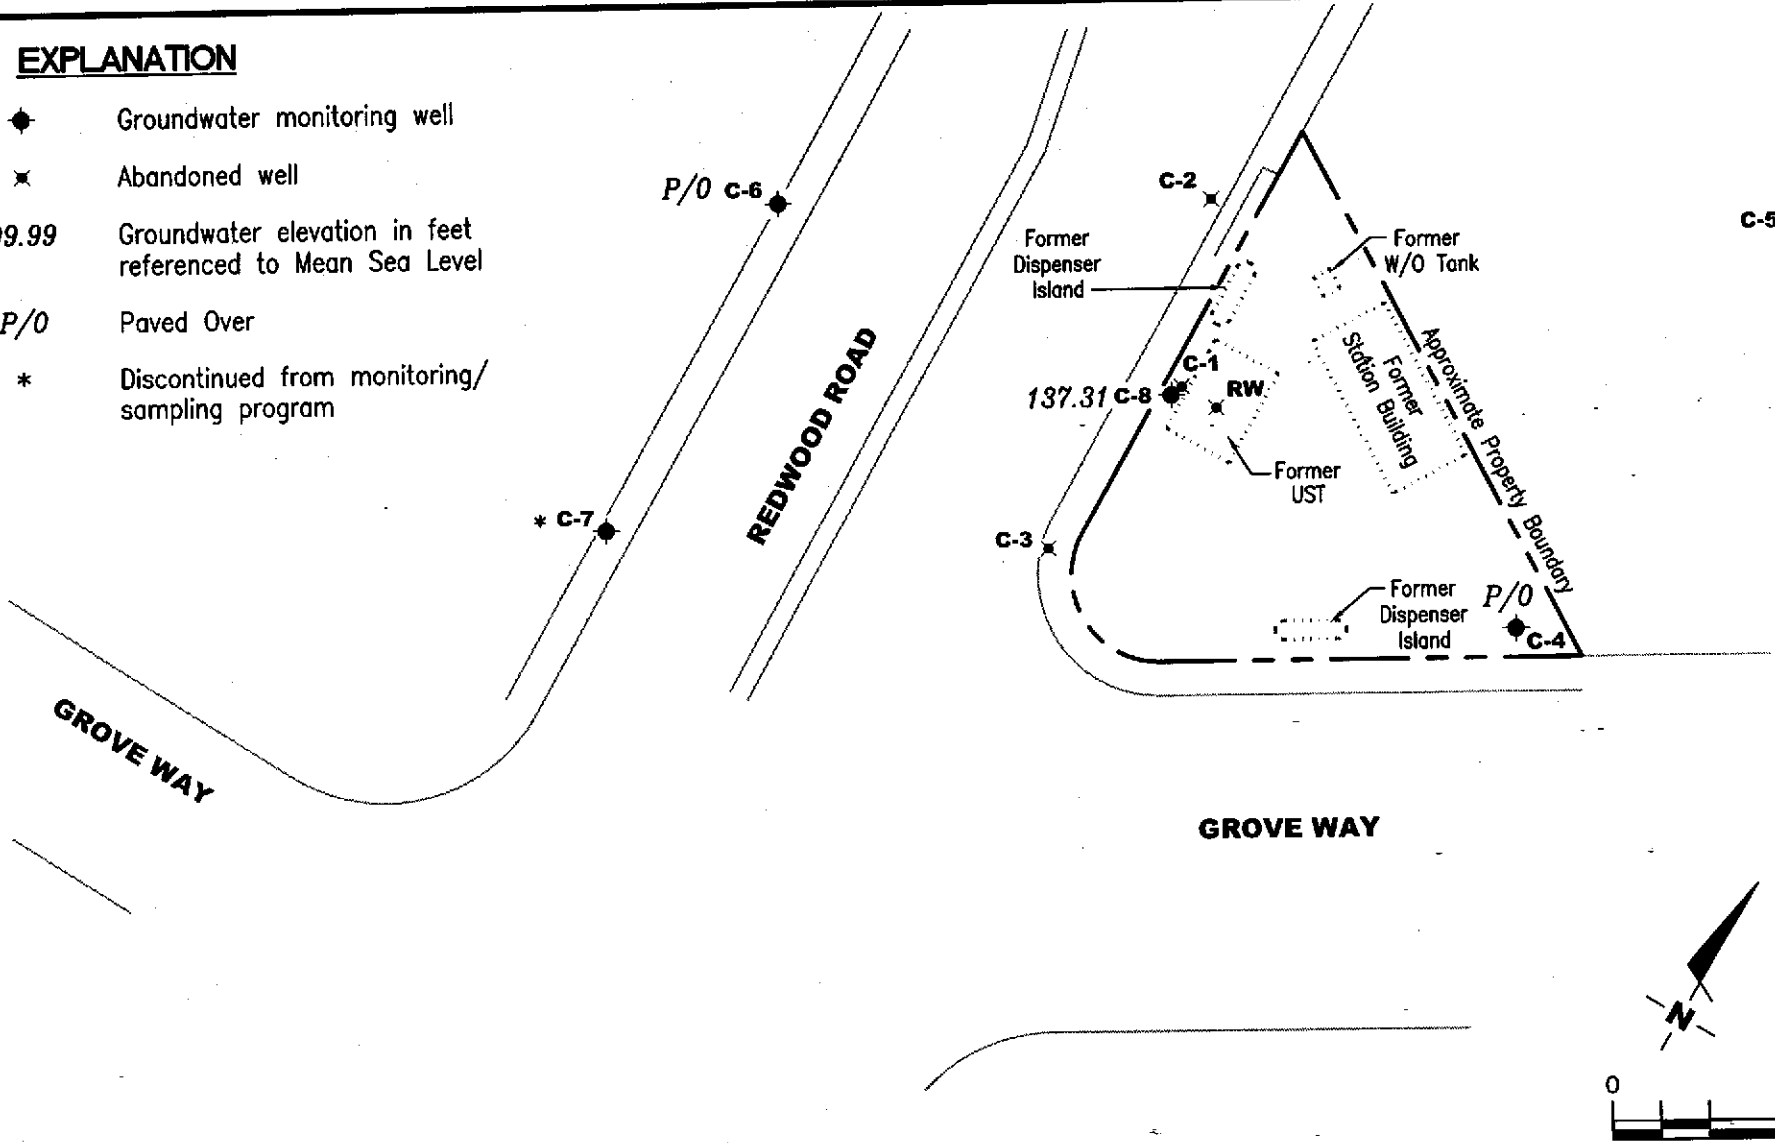 EXPLANATION
Groundwater monitoring well
Abandoned well
99.99 Groundwater elevation in feet
referenced to Mean Sea Level
P/O Paved Over
* Discontinued from monitoring/
sampling program
P/O C-6
C-2
C-5
Former
Dispenser
Island
Former
W/O Tank
REDWOOD ROAD
C-1
137.31 C-8
RW
Former
Station Building
Approximate Property Boundary
Former
UST
* C-7
C-3
Former
Dispenser
Island
P/O
C-4
GROVE WAY
GROVE WAY
N
0